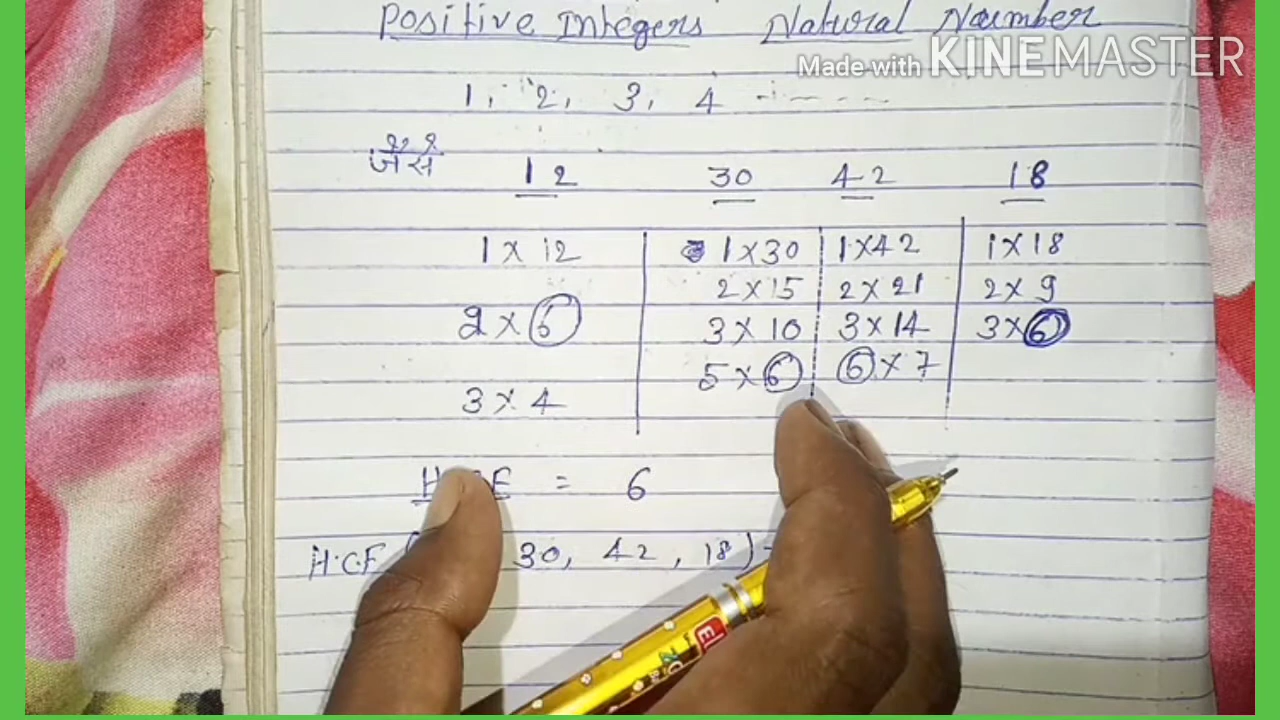 Positive Integers Natural Number
Made with KINEMASTER
1, 2, 3, 4 -----
12 30 42 18
1 x 12 1 x 30 1 x 42 1 x 18
2 x 6 2 x 15 2 x 21 2 x 9
3 x 10 3 x 14 3 x 6
5 x 6 6 x 7
3 x 4
= 6
H.C.F ( 30, 42, 18) =